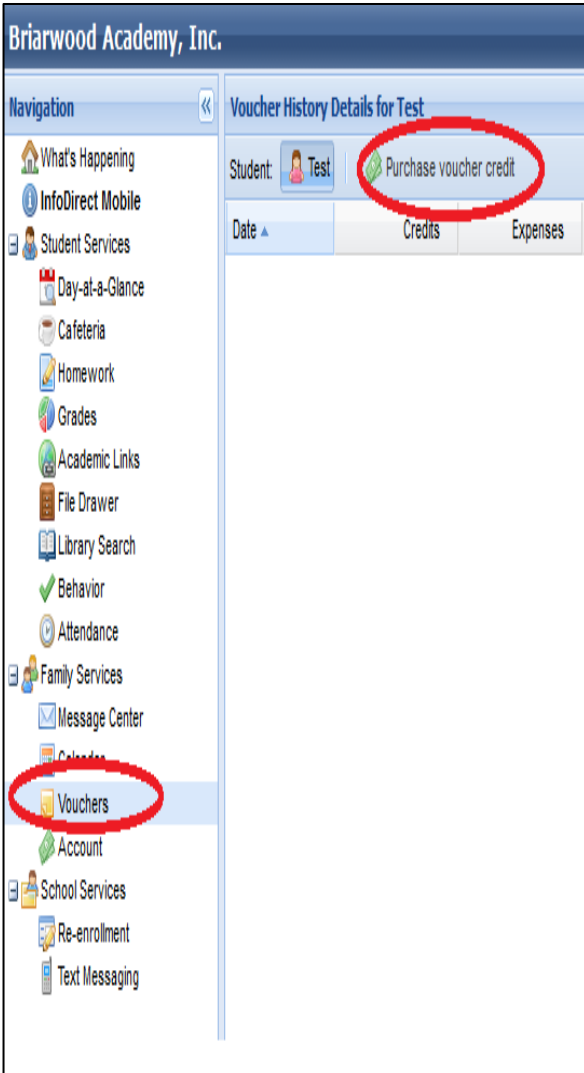 Briarwood Academy, Inc.
Navigation
Voucher History Details for Test
What's Happening
Student: Test Purchase voucher credit
InfoDirect Mobile
Date Credits Expenses
Student Services
Day-at-a-Glance
Cafeteria
Homework
Grades
Academic Links
File Drawer
Library Search
Behavior
Attendance
Family Services
Message Center
Calendar
Vouchers
Account
School Services
Re-enrollment
Text Messaging